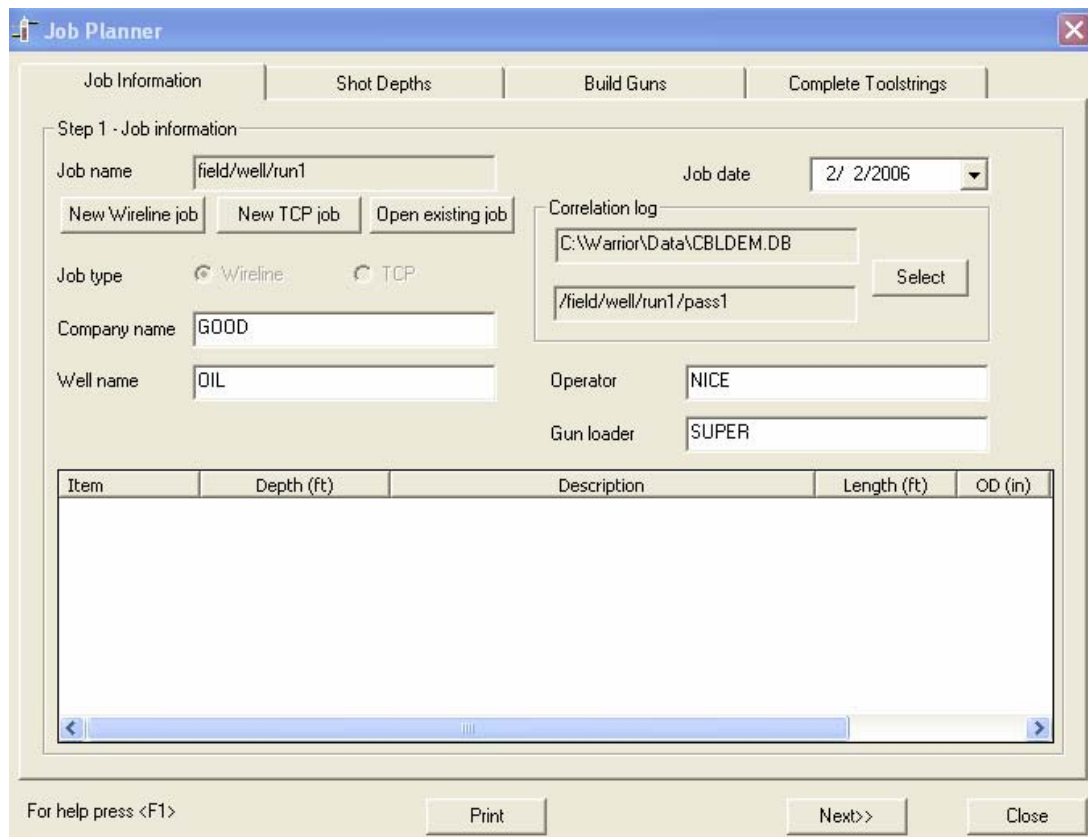 Job Planner
Job Information Shot Depths Build Guns Complete Toolstrings
Step 1 - Job information
Job name field/well/run1 Job date 2/ 2/2006
New Wireline job New TCP job Open existing job Correlation log
C:\Warrior\Data\CBLDEM.DB
Job type Wireline TCP Select
/field/well/run1/pass1
Company name GOOD
Well name OIL Operator NICE
Gun loader SUPER
Item Depth (ft) Description Length (ft) OD (in)
For help press <F1> Print Next>> Close